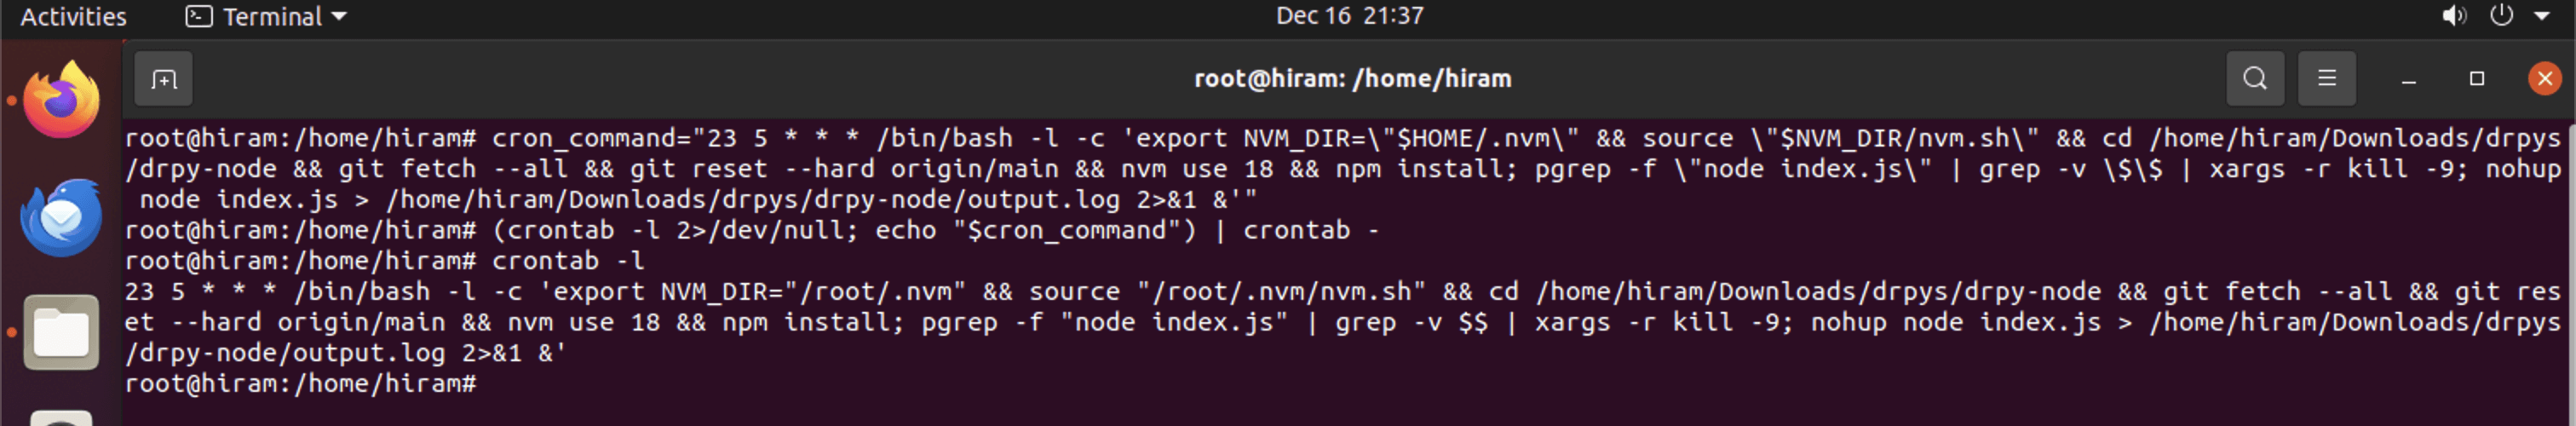 Activities Terminal Dec 16 21:37
root@hiram: /home/hiram
root@hiram:/home/hiram# cron_command="23 5 * * * /bin/bash -l -c 'export NVM_DIR=\"$HOME/.nvm\" && source \"$NVM_DIR/nvm.sh\" && cd /home/hiram/Downloads/drpys
/drpy-node && git fetch --all && git reset --hard origin/main && nvm use 18 && npm install; pgrep -f \"node index.js\" | grep -v \$\$ | xargs -r kill -9; nohup
 node index.js > /home/hiram/Downloads/drpys/drpy-node/output.log 2>&1 &'"
root@hiram:/home/hiram# (crontab -l 2>/dev/null; echo "$cron_command") | crontab -
root@hiram:/home/hiram# crontab -l
23 5 * * * /bin/bash -l -c 'export NVM_DIR="/root/.nvm" && source "/root/.nvm/nvm.sh" && cd /home/hiram/Downloads/drpys/drpy-node && git fetch --all && git res
et --hard origin/main && nvm use 18 && npm install; pgrep -f "node index.js" | grep -v $$ | xargs -r kill -9; nohup node index.js > /home/hiram/Downloads/drpys
/drpy-node/output.log 2>&1 &'
root@hiram:/home/hiram#